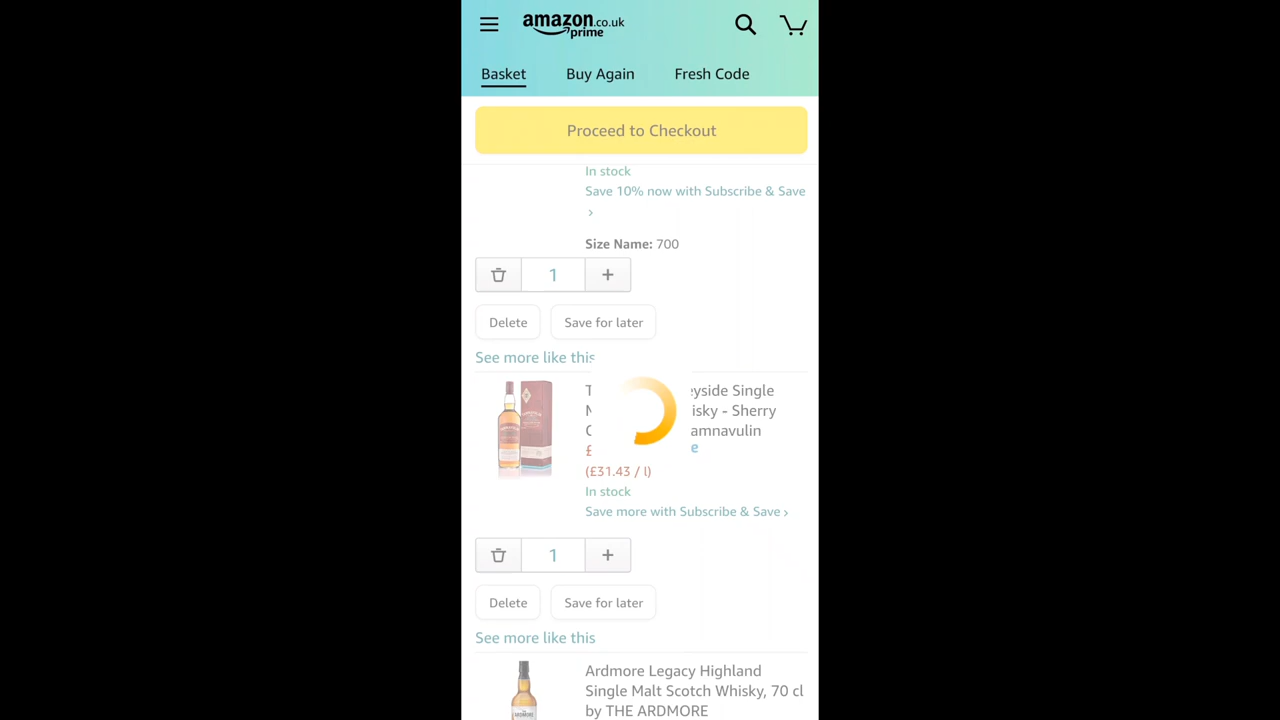 amazon.co.uk
prime
Basket Buy Again Fresh Code
Proceed to Checkout
In stock
Save 10% now with Subscribe & Save
›
Size Name: 700
1 +
Delete Save for later
See more like this
eyside Single
isky - Sherry
amnavulin
£
e
(£31.43 / l)
In stock
Save more with Subscribe & Save ›
1 +
Delete Save for later
See more like this
Ardmore Legacy Highland
Single Malt Scotch Whisky, 70 cl
by THE ARDMORE